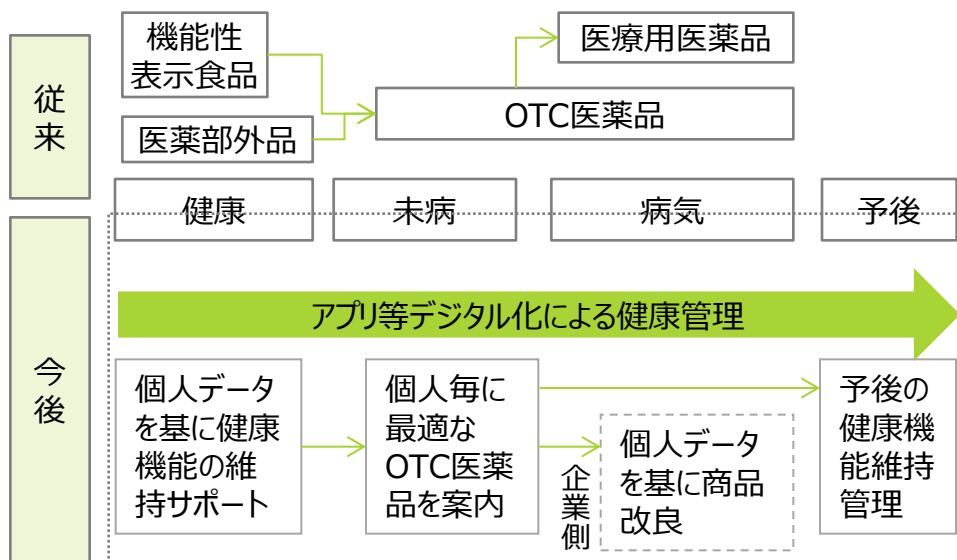 従来
機能性
表示食品
医薬部外品
医療用医薬品
OTC医薬品
健康
未病
病気
予後
今後
アプリ等デジタル化による健康管理
個人データ
を基に健康
機能の維
持サポート
個人毎に
最適な
OTC医薬
品を案内
企業側
個人データ
を基に商品
改良
予後の
健康機
能維持
管理